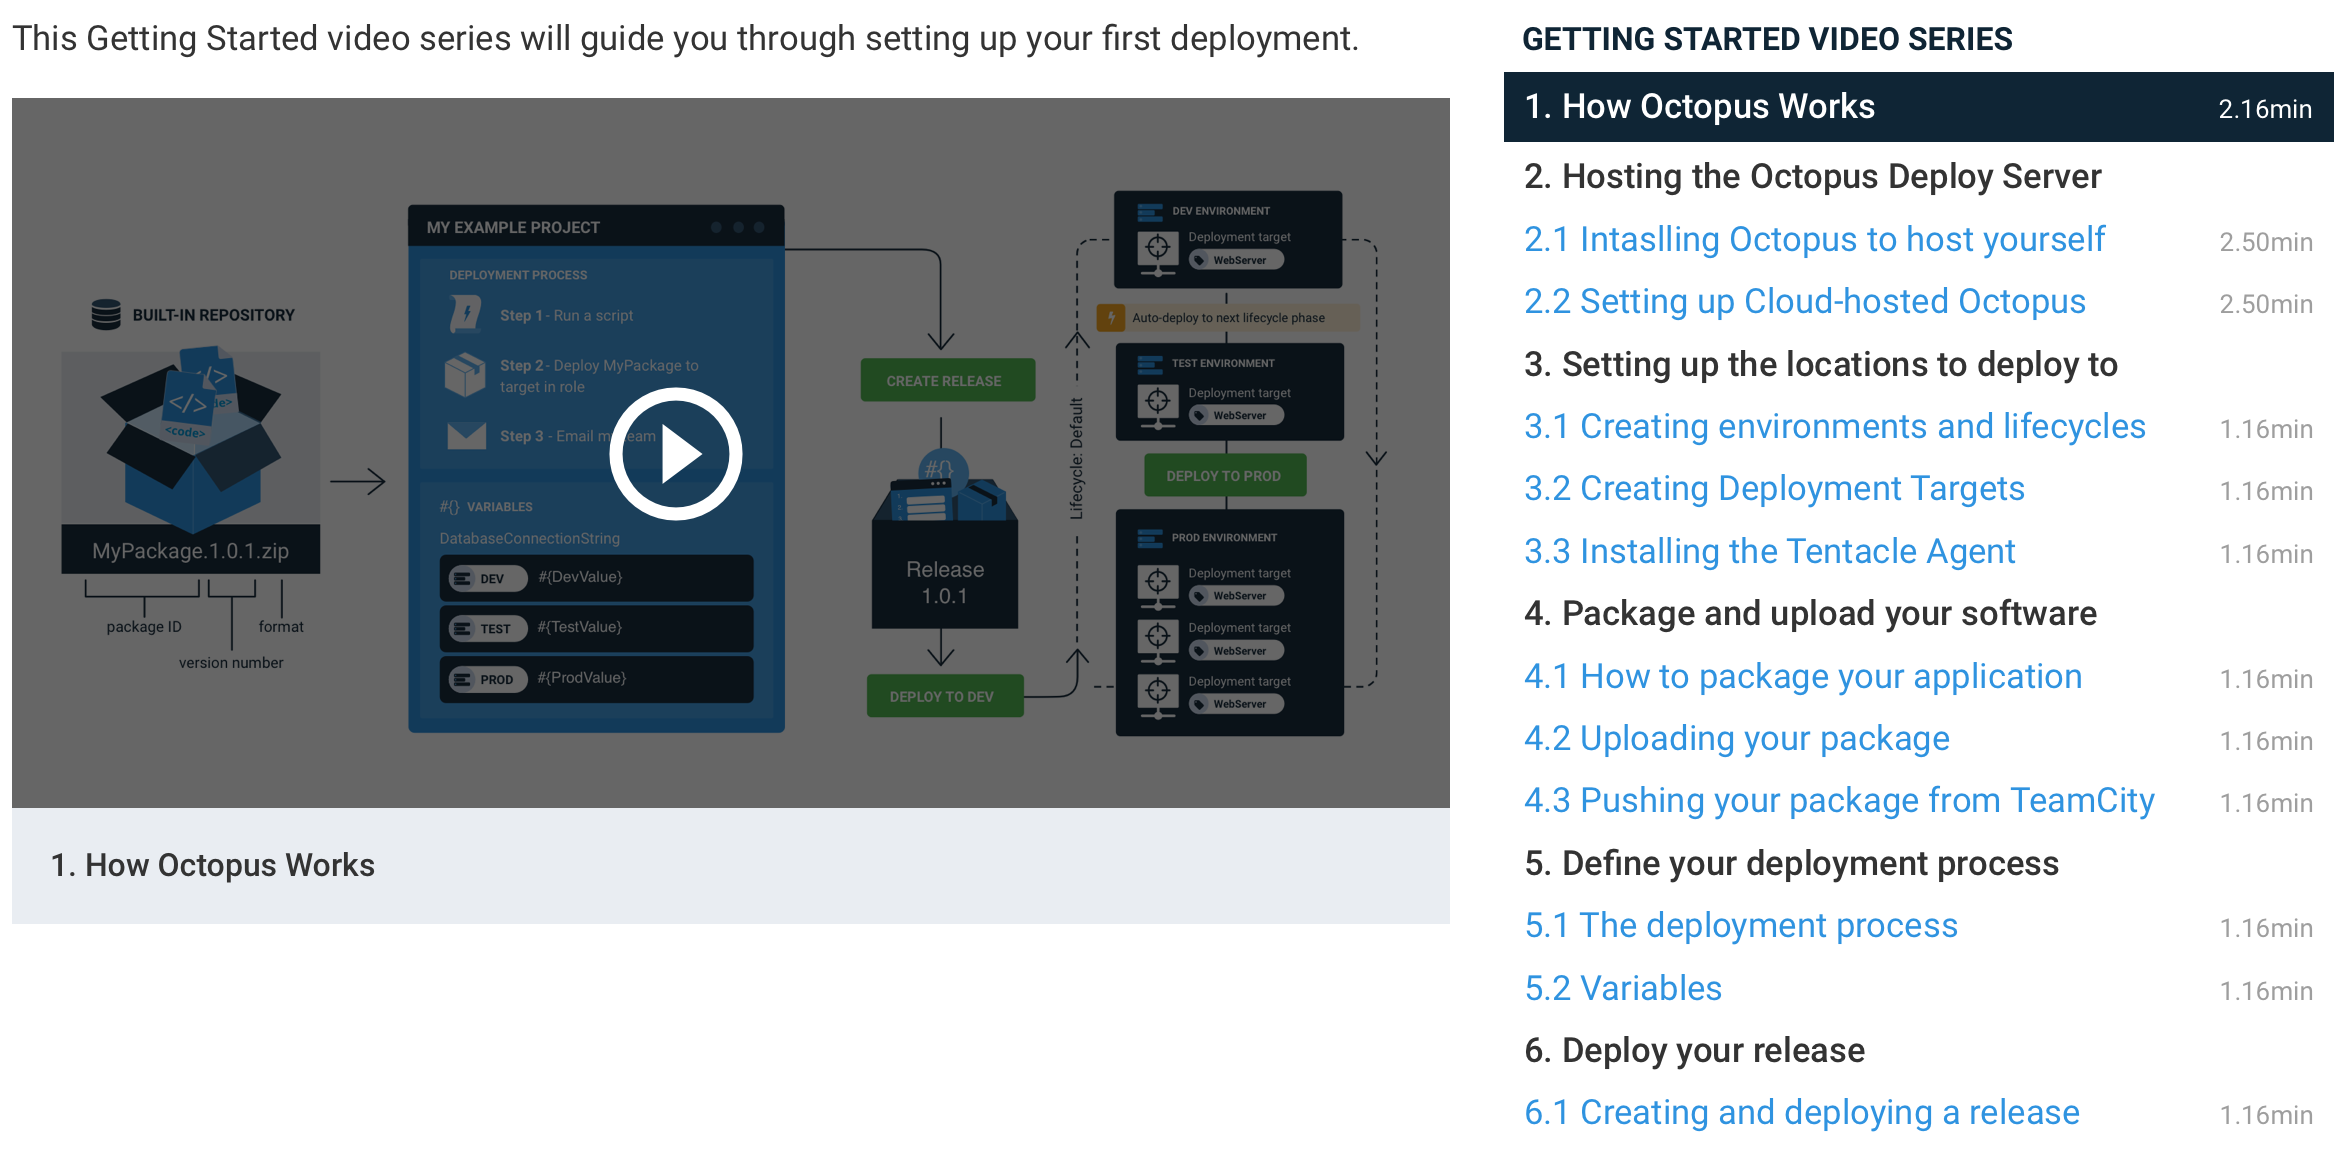 This Getting Started video series will guide you through setting up your first deployment.
BUILT-IN REPOSITORY
</>
</>
de>
<code>
MyPackage.1.0.1.zip
package ID
format
version number
MY EXAMPLE PROJECT
DEPLOYMENT PROCESS
Step 1 - Run a script
Step 2 - Deploy MyPackage to
target in role
Step 3 - Email m eam
#{} VARIABLES
DatabaseConnectionString
DEV #{DevValue}
TEST #{TestValue}
PROD #{ProdValue}
CREATE RELEASE
#{}
Release
1.0.1
DEPLOY TO DEV
Lifecycle: Default
DEV ENVIRONMENT
Deployment target
WebServer
Auto-deploy to next lifecycle phase
TEST ENVIRONMENT
Deployment target
WebServer
DEPLOY TO PROD
PROD ENVIRONMENT
Deployment target
WebServer
Deployment target
WebServer
Deployment target
WebServer
1. How Octopus Works
GETTING STARTED VIDEO SERIES
1. How Octopus Works 2.16min
2. Hosting the Octopus Deploy Server
2.1 Intaslling Octopus to host yourself 2.50min
2.2 Setting up Cloud-hosted Octopus 2.50min
3. Setting up the locations to deploy to
3.1 Creating environments and lifecycles 1.16min
3.2 Creating Deployment Targets 1.16min
3.3 Installing the Tentacle Agent 1.16min
4. Package and upload your software
4.1 How to package your application 1.16min
4.2 Uploading your package 1.16min
4.3 Pushing your package from TeamCity 1.16min
5. Define your deployment process
5.1 The deployment process 1.16min
5.2 Variables 1.16min
6. Deploy your release
6.1 Creating and deploying a release 1.16min